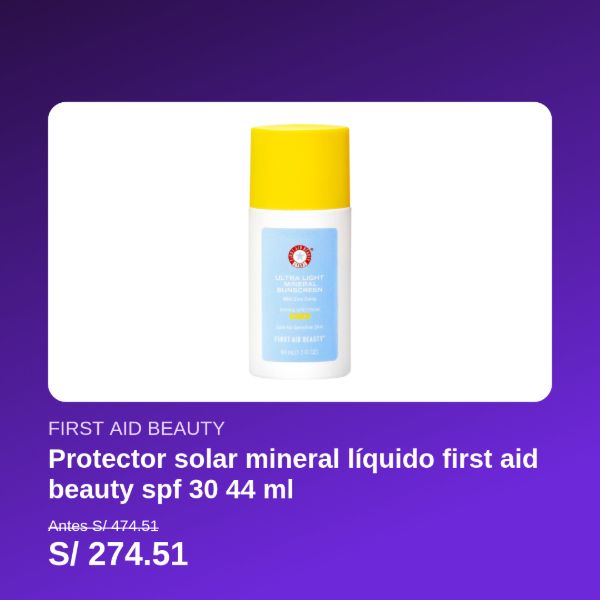 ULTRA LIGHT
MINERAL
SUNSCREEN
FIRST AID BEAUTY
FIRST AID BEAUTY
Protector solar mineral líquido first aid
beauty spf 30 44 ml
Antes S/ 474.51
S/ 274.51